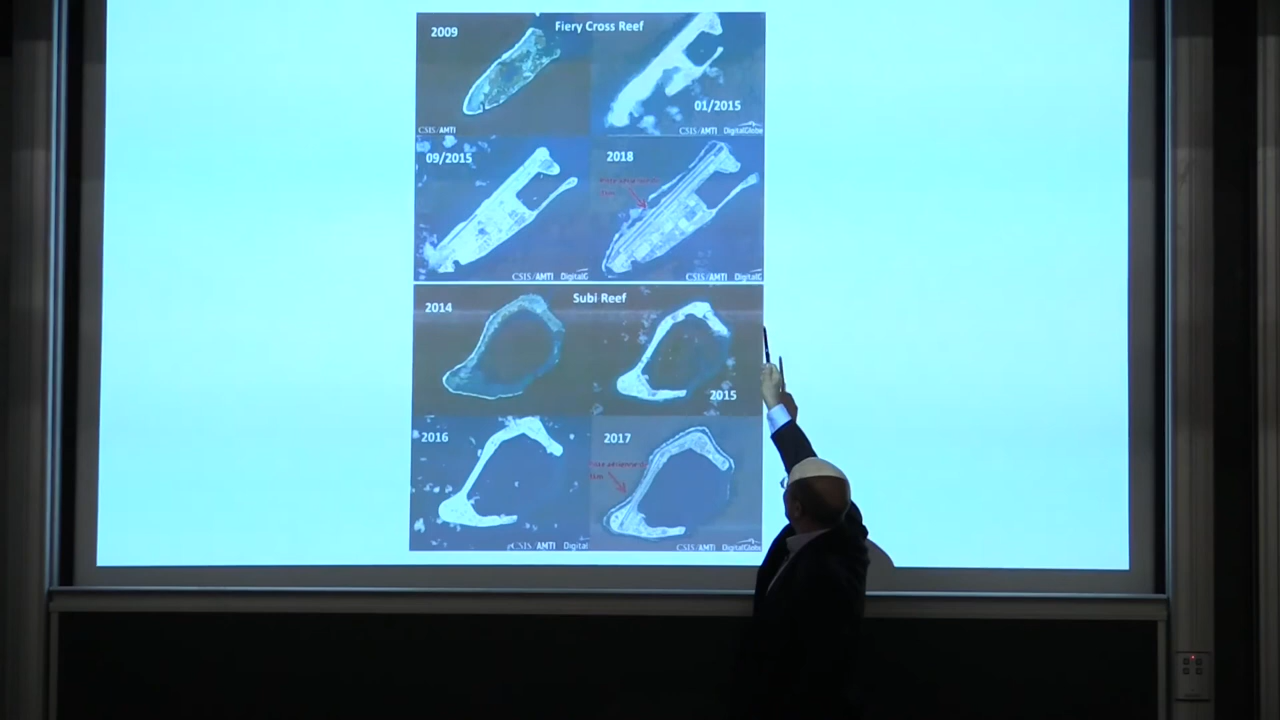 Fiery Cross Reef
2009
01/2015
CSIS/AMTI
CSIS/AMTI DigitalGlobe
09/2015
2018
CSIS/AMTI DigitalG
CSIS/AMTI DigitalG
Subi Reef
2014
2015
2016
2017
CSIS/AMTI Digital
CSIS/AMTI DigitalGlobe